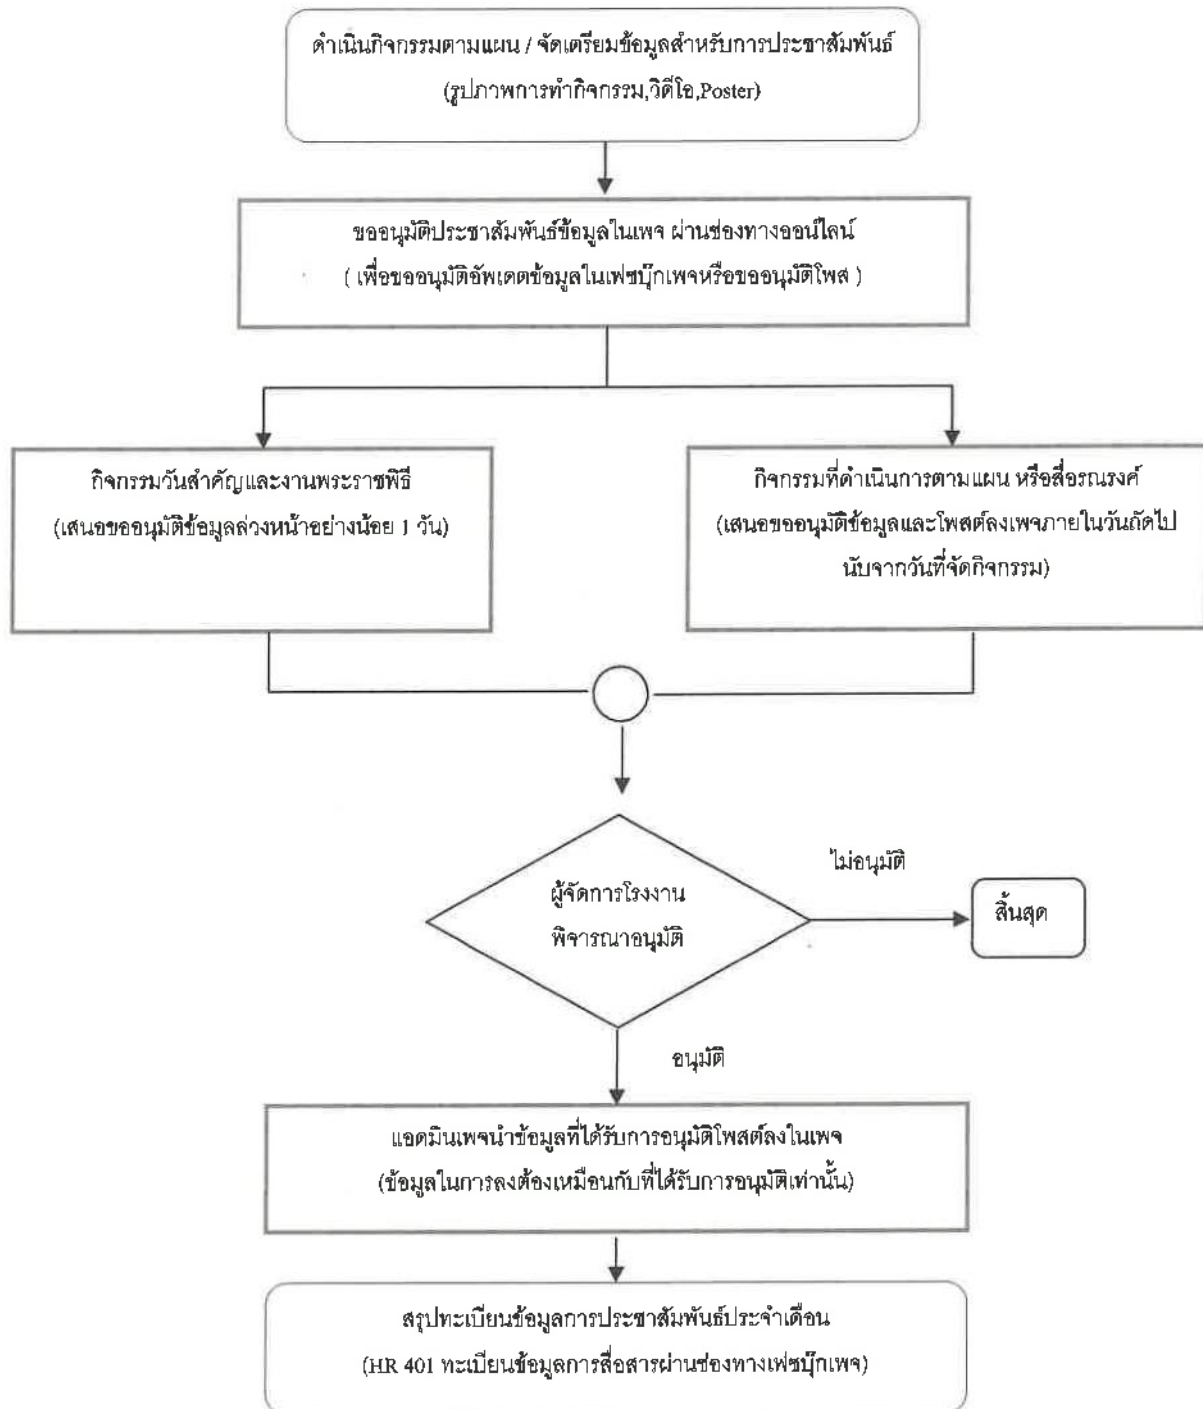 ดำเนินกิจกรรมตามแผน / จัดเตรียมข้อมูลสำหรับการประชาสัมพันธ์
(รูปภาพการทำกิจกรรม,วิดีโอ,Poster)
ขออนุมัติประชาสัมพันธ์ข้อมูลในเพจ ผ่านช่องทางออนไลน์
( เพื่อขออนุมัติอัพเดตข้อมูลในเฟซบุ๊กเพจหรือขออนุมัติโพส )
กิจกรรมวันสำคัญและงานพระราชพิธี
(เสนอขออนุมัติข้อมูลล่วงหน้าอย่างน้อย 1 วัน)
กิจกรรมที่ดำเนินการตามแผน หรือสื่อรณรงค์
(เสนอขออนุมัติข้อมูลและโพสต์ลงเพจภายในวันถัดไป
นับจากวันที่จัดกิจกรรม)
ผู้จัดการโรงงาน
พิจารณาอนุมัติ
ไม่อนุมัติ
สิ้นสุด
อนุมัติ
แอดมินเพจนำข้อมูลที่ได้รับการอนุมัติโพสต์ลงในเพจ
(ข้อมูลในการลงต้องเหมือนกับที่ได้รับการอนุมัติเท่านั้น)
สรุปทะเบียนข้อมูลการประชาสัมพันธ์ประจำเดือน
(HR 401 ทะเบียนข้อมูลการสื่อสารผ่านช่องทางเฟซบุ๊กเพจ)